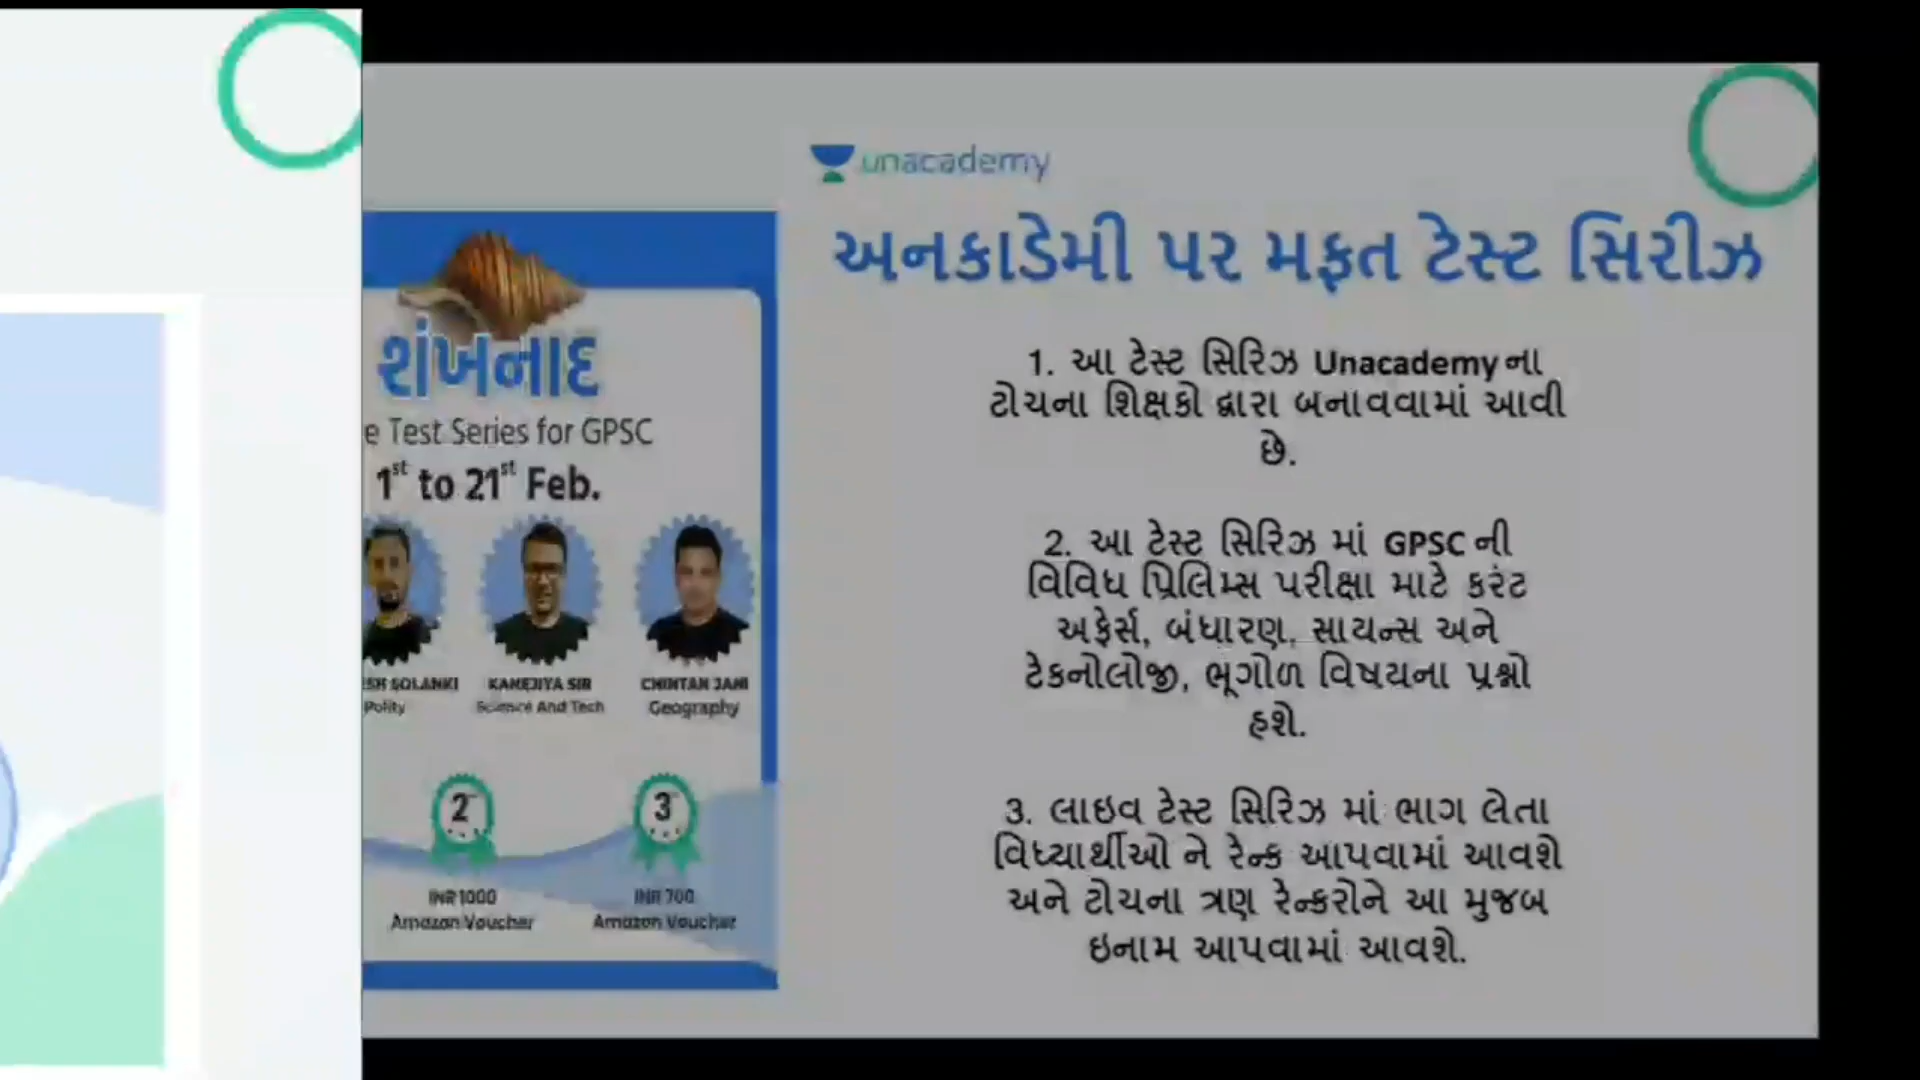 unacademy
અનકાડેમી પર મફત ટેસ્ટ સિરીઝ
1. આ ટેસ્ટ સિરિઝ Unacademyના
ટોચના શિક્ષકો દ્વારા બનાવવામાં આવી
છે.
2. આ ટેસ્ટ સિરિઝ માં GPSC ની
વિવિધ પ્રિલિમ્સ પરીક્ષા માટે કરંટ
અફેર્સ, બંધારણ, સાયન્સ અને
ટેકનોલોજી, ભૂગોળ વિષયના પ્રશ્નો
હશે.
3. લાઇવ ટેસ્ટ સિરિઝ માં ભાગ લેતા
વિધ્યાર્થીઓ ને રેન્ક આપવામાં આવશે
અને ટોચના ત્રણ રેન્કરોને આ મુજબ
ઇનામ આપવામાં આવશે.
શંખનાદ
e Test Series for GPSC
1st to 21st Feb.
SH SOLANKI KANEJIYA SIR CHINTAN JANI
Polity Science And Tech Geography
2 3
INR 1000 INR 700
Amazon Voucher Amazon Voucher